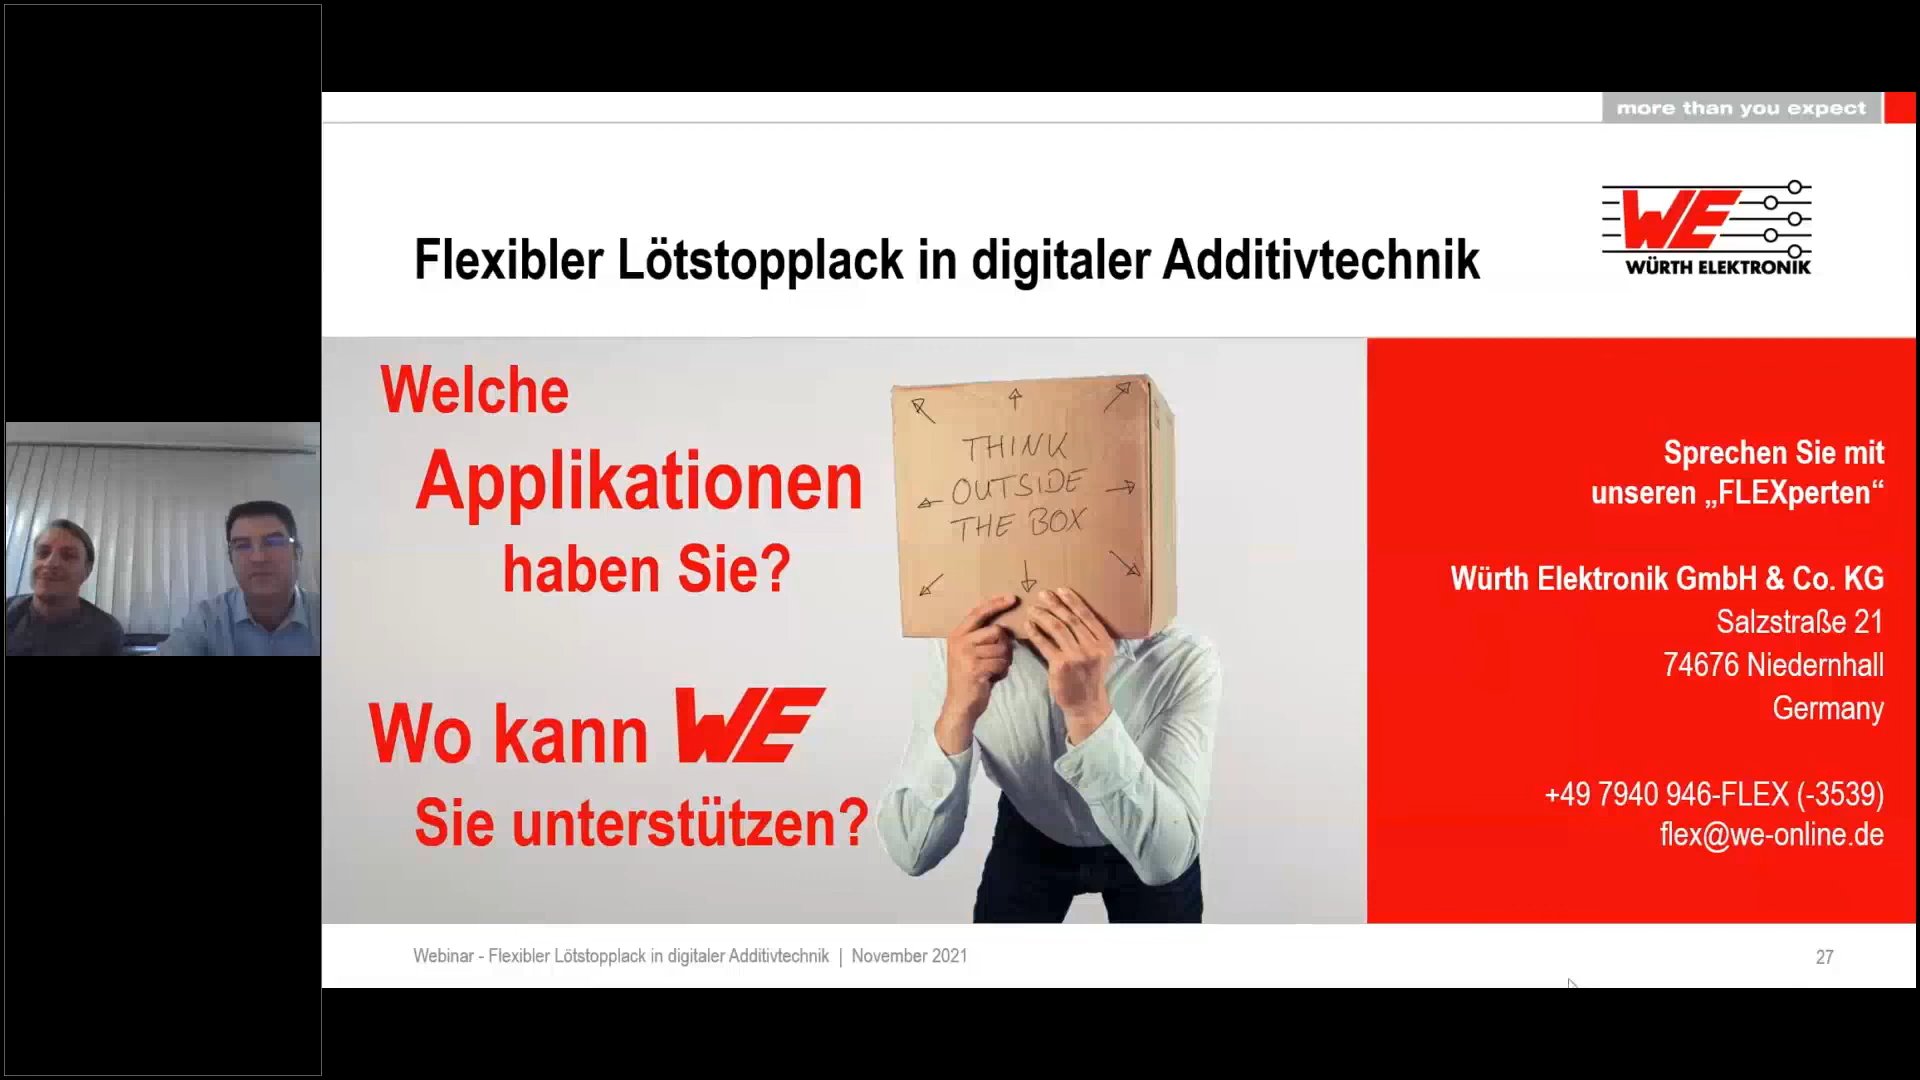 more than you expect
WE
WÜRTH ELEKTRONIK
Flexibler Lötstopplack in digitaler Additivtechnik
Welche
Applikationen
haben Sie?
Wo kann WE
Sie unterstützen?
THINK
OUTSIDE
THE BOX
Sprechen Sie mit
unseren „FLEXperten“
Würth Elektronik GmbH & Co. KG
Salzstraße 21
74676 Niedernhall
Germany
+49 7940 946-FLEX (-3539)
flex@we-online.de
Webinar - Flexibler Lötstopplack in digitaler Additivtechnik | November 2021
27